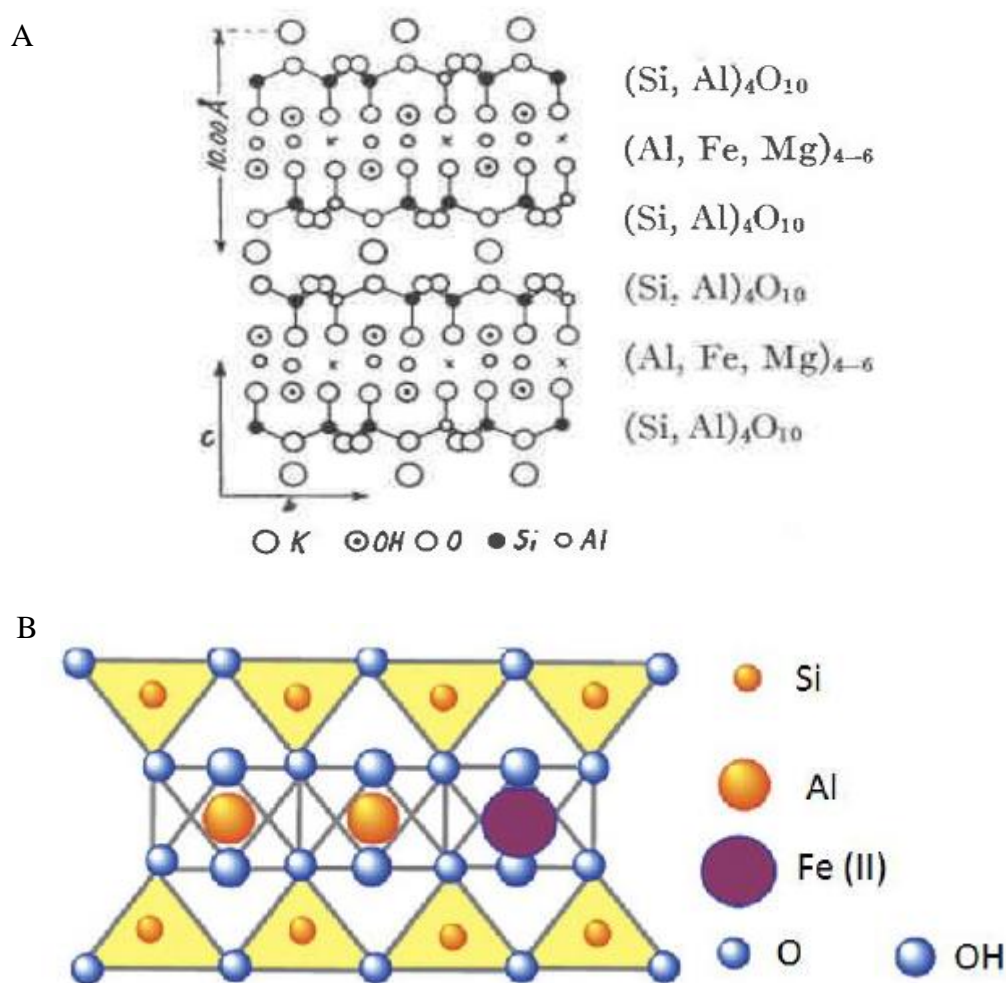 A
(Si, Al)₄O₁₀
(Al, Fe, Mg)₄₋₆
(Si, Al)₄O₁₀
(Si, Al)₄O₁₀
(Al, Fe, Mg)₄₋₆
(Si, Al)₄O₁₀
10.00Å
c
b
K OH O Si Al
B
Si
Al
Fe (II)
O OH